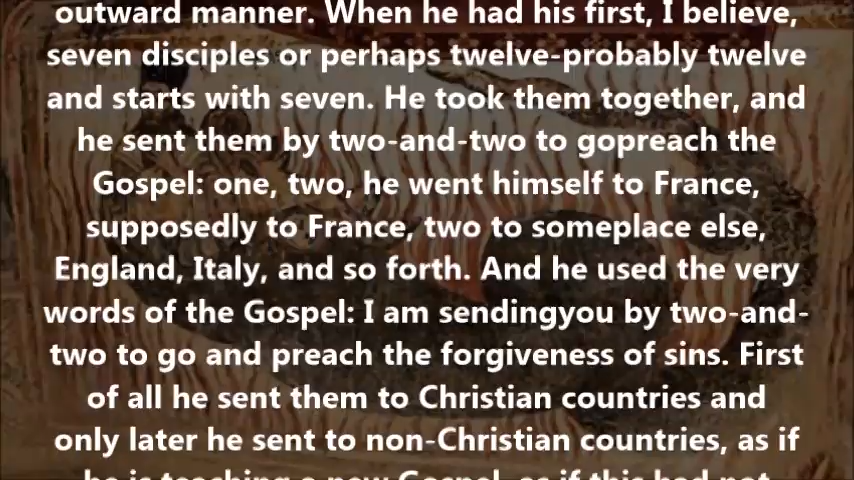 outward manner. When he had his first, I believe,
seven disciples or perhaps twelve-probably twelve
and starts with seven. He took them together, and
he sent them by two-and-two to gopreach the
Gospel: one, two, he went himself to France,
supposedly to France, two to someplace else,
England, Italy, and so forth. And he used the very
words of the Gospel: I am sendingyou by two-and-
two to go and preach the forgiveness of sins. First
of all he sent them to Christian countries and
only later he sent to non-Christian countries, as if
he is teaching a new Gospel, as if this had not